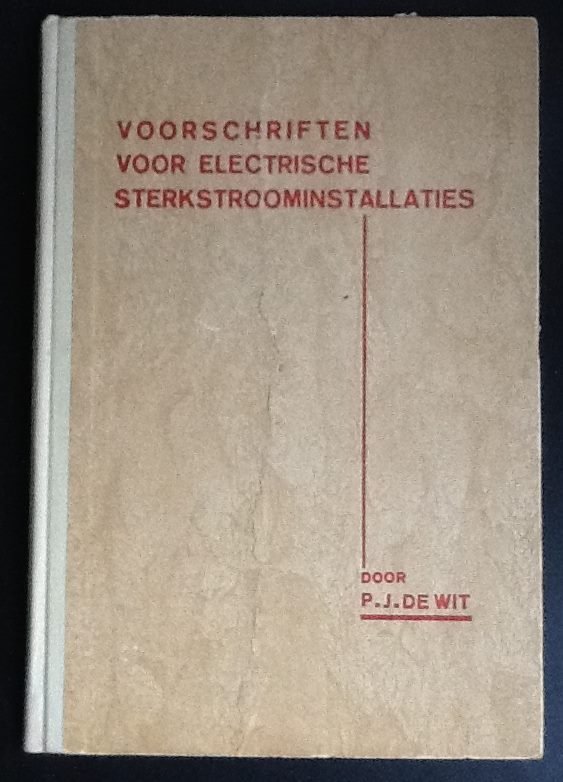 VOORSCHRIFTEN
VOOR ELECTRISCHE
STERKSTROOMINSTALLATIES
DOOR
P.J. DE WIT